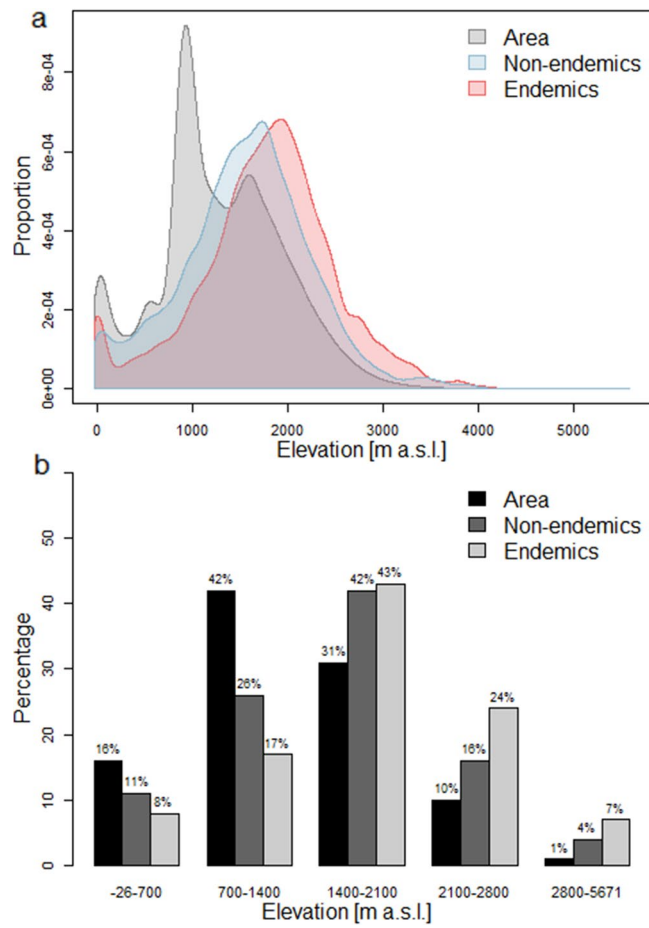 a
Area
Non-endemics
Endemics
Proportion
8e-04
6e-04
4e-04
2e-04
0e+00
0 1000 2000 3000 4000 5000
Elevation [m a.s.l.]
b
Area
Non-endemics
Endemics
Percentage
50
40
30
20
10
0
16% 11% 8%
42% 26% 17%
31% 42% 43%
10% 16% 24%
1% 4% 7%
-26-700 700-1400 1400-2100 2100-2800 2800-5671
Elevation [m a.s.l.]